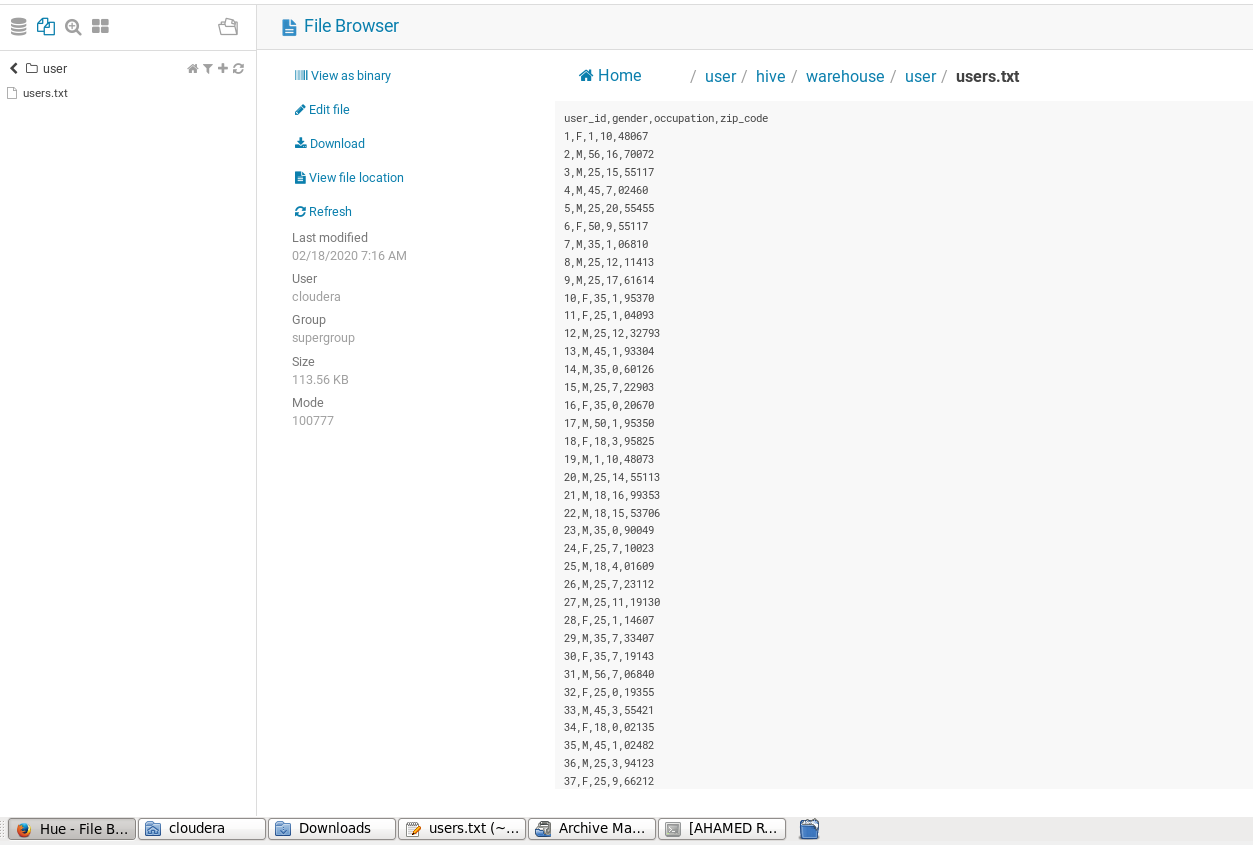 File Browser
user
users.txt
View as binary
Edit file
Download
View file location
Refresh
Last modified
02/18/2020 7:16 AM
User
cloudera
Group
supergroup
Size
113.56 KB
Mode
100777
Home / user / hive / warehouse / user / users.txt
user_id,gender,occupation,zip_code
1,F,1,10,48067
2,M,56,16,70072
3,M,25,15,55117
4,M,45,7,02460
5,M,25,20,55455
6,F,50,9,55117
7,M,35,1,06810
8,M,25,12,11413
9,M,25,17,61614
10,F,35,1,95370
11,F,25,1,04093
12,M,25,12,32793
13,M,45,1,93304
14,M,35,0,60126
15,M,25,7,22903
16,F,35,0,20670
17,M,50,1,95350
18,F,18,3,95825
19,M,1,10,48073
20,M,25,14,55113
21,M,18,16,99353
22,M,18,15,53706
23,M,35,0,90049
24,F,25,7,10023
25,M,18,4,01609
26,M,25,7,23112
27,M,25,11,19130
28,F,25,1,14607
29,M,35,7,33407
30,F,35,7,19143
31,M,56,7,06840
32,F,25,0,19355
33,M,45,3,55421
34,F,18,0,02135
35,M,45,1,02482
36,M,25,3,94123
37,F,25,9,66212
Hue - File B... cloudera Downloads users.txt (~... Archive Ma... [AHAMED R...